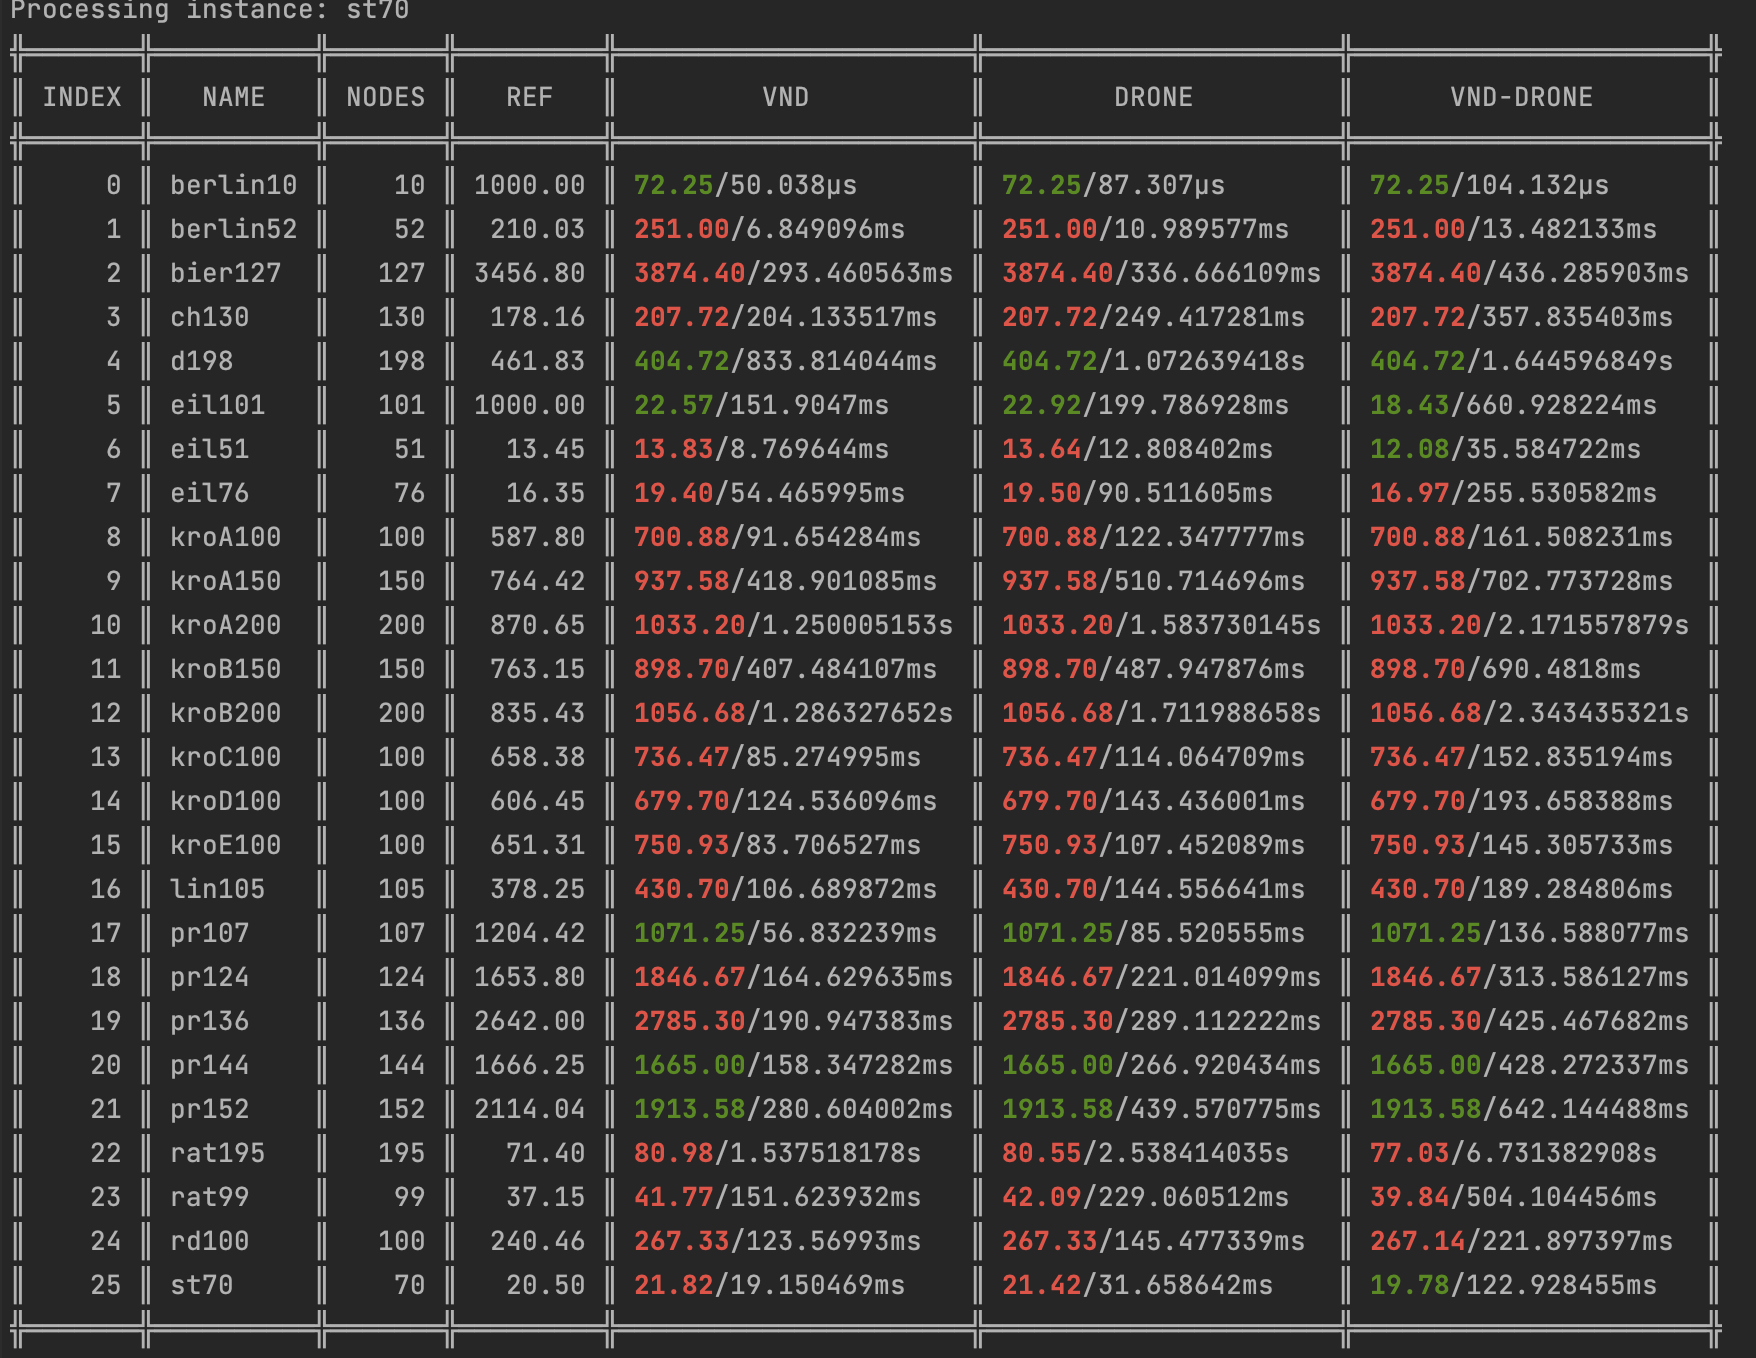 Processing instance: st70
INDEX NAME NODES REF VND DRONE VND-DRONE
0 berlin10 10 1000.00 72.25/50.038µs 72.25/87.307µs 72.25/104.132µs
1 berlin52 52 210.03 251.00/6.849096ms 251.00/10.989577ms 251.00/13.482133ms
2 bier127 127 3456.80 3874.40/293.460563ms 3874.40/336.666109ms 3874.40/436.285903ms
3 ch130 130 178.16 207.72/204.133517ms 207.72/249.417281ms 207.72/357.835403ms
4 d198 198 461.83 404.72/833.814044ms 404.72/1.072639418s 404.72/1.644596849s
5 eil101 101 1000.00 22.57/151.9047ms 22.92/199.786928ms 18.43/660.928224ms
6 eil51 51 13.45 13.83/8.769644ms 13.64/12.808402ms 12.08/35.584722ms
7 eil76 76 16.35 19.40/54.465995ms 19.50/90.511605ms 16.97/255.530582ms
8 kroA100 100 587.80 700.88/91.654284ms 700.88/122.347777ms 700.88/161.508231ms
9 kroA150 150 764.42 937.58/418.901085ms 937.58/510.714696ms 937.58/702.773728ms
10 kroA200 200 870.65 1033.20/1.250005153s 1033.20/1.583730145s 1033.20/2.171557879s
11 kroB150 150 763.15 898.70/407.484107ms 898.70/487.947876ms 898.70/690.4818ms
12 kroB200 200 835.43 1056.68/1.286327652s 1056.68/1.711988658s 1056.68/2.343435321s
13 kroC100 100 658.38 736.47/85.274995ms 736.47/114.064709ms 736.47/152.835194ms
14 kroD100 100 606.45 679.70/124.536096ms 679.70/143.436001ms 679.70/193.658388ms
15 kroE100 100 651.31 750.93/83.706527ms 750.93/107.452089ms 750.93/145.305733ms
16 lin105 105 378.25 430.70/106.689872ms 430.70/144.556641ms 430.70/189.284806ms
17 pr107 107 1204.42 1071.25/56.832239ms 1071.25/85.520555ms 1071.25/136.588077ms
18 pr124 124 1653.80 1846.67/164.629635ms 1846.67/221.014099ms 1846.67/313.586127ms
19 pr136 136 2642.00 2785.30/190.947383ms 2785.30/289.112222ms 2785.30/425.467682ms
20 pr144 144 1666.25 1665.00/158.347282ms 1665.00/266.920434ms 1665.00/428.272337ms
21 pr152 152 2114.04 1913.58/280.604002ms 1913.58/439.570775ms 1913.58/642.144488ms
22 rat195 195 71.40 80.98/1.537518178s 80.55/2.538414035s 77.03/6.731382908s
23 rat99 99 37.15 41.77/151.623932ms 42.09/229.060512ms 39.84/504.104456ms
24 rd100 100 240.46 267.33/123.56993ms 267.33/145.477339ms 267.14/221.897397ms
25 st70 70 20.50 21.82/19.150469ms 21.42/31.658642ms 19.78/122.928455ms